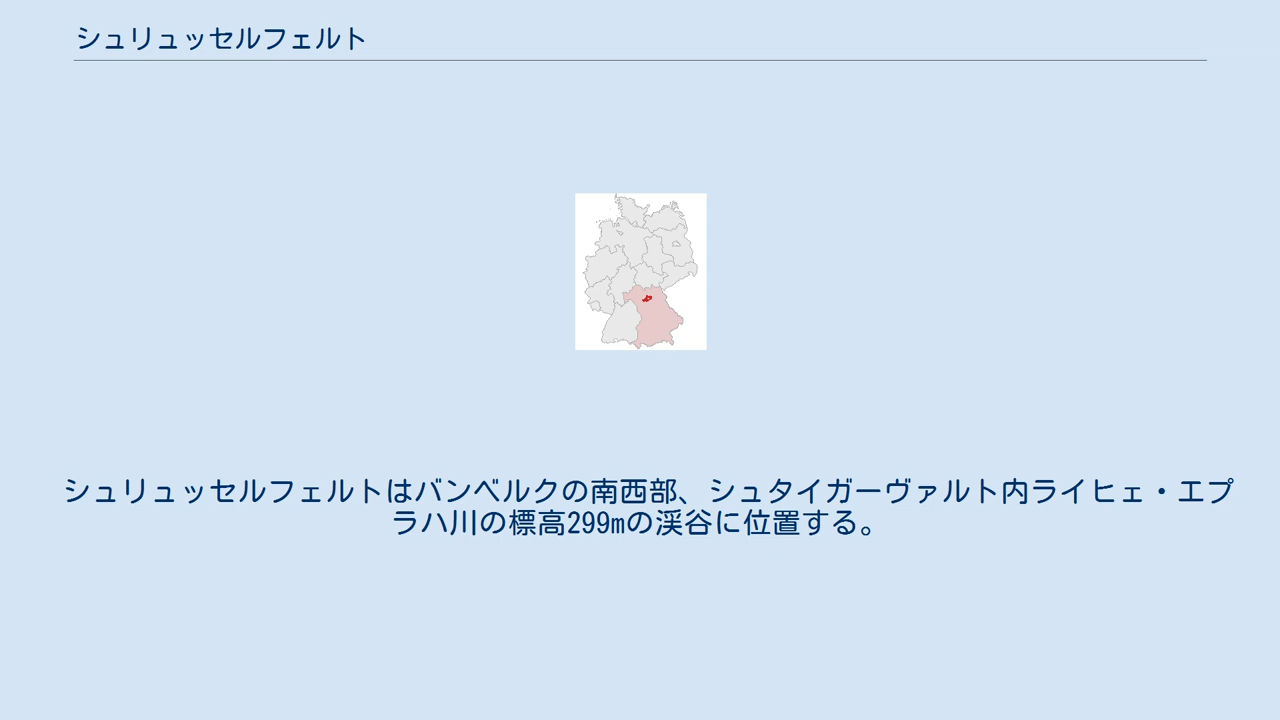 シュリュッセルフェルト
シュリュッセルフェルトはバンベルクの南西部、シュタイガーヴァルト内ライヒェ・エプ
ラハ川の標高299mの渓谷に位置する。